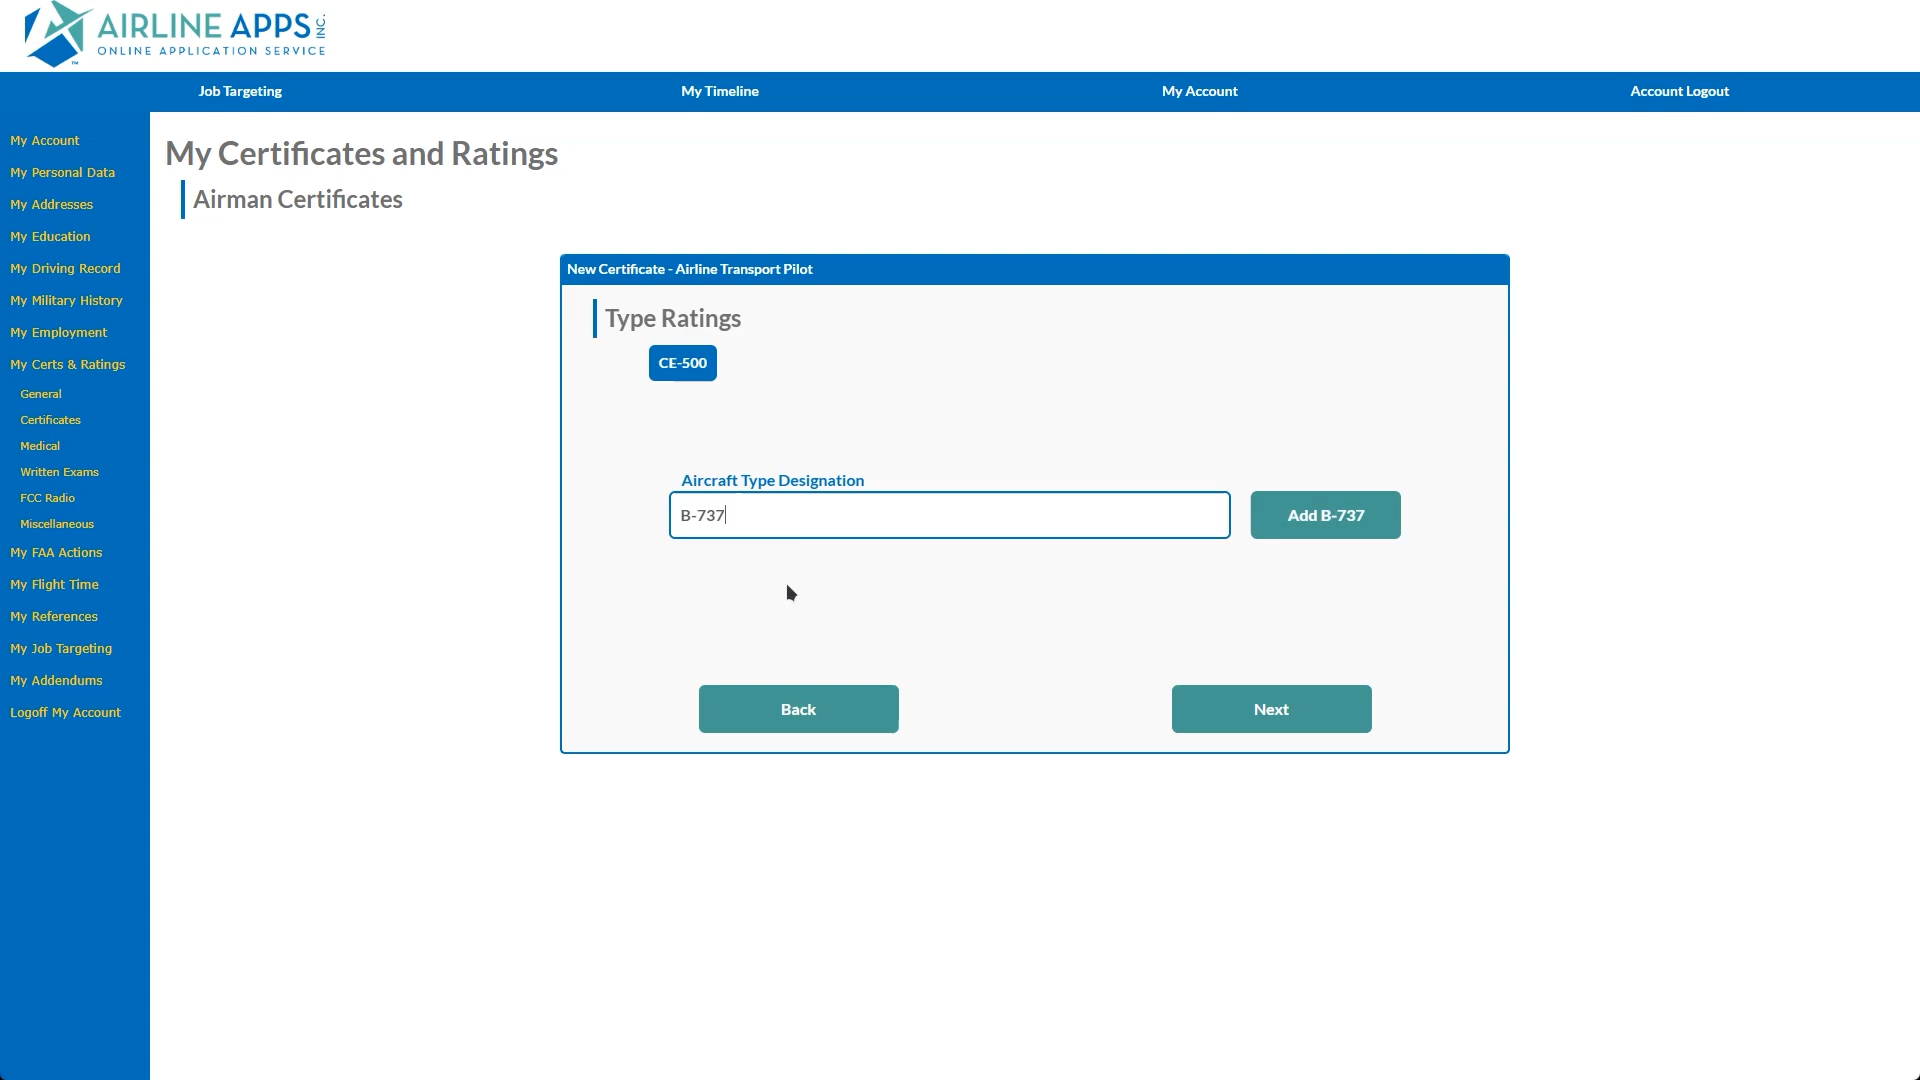 AIRLINE APPS INC.
ONLINE APPLICATION SERVICE
™
Job Targeting
My Timeline
My Account
Account Logout
My Account
My Personal Data
My Addresses
My Education
My Driving Record
My Military History
My Employment
My Certs & Ratings
General
Certificates
Medical
Written Exams
FCC Radio
Miscellaneous
My FAA Actions
My Flight Time
My References
My Job Targeting
My Addendums
Logoff My Account
My Certificates and Ratings
Airman Certificates
New Certificate - Airline Transport Pilot
Type Ratings
CE-500
Aircraft Type Designation
B-737
Add B-737
Back
Next